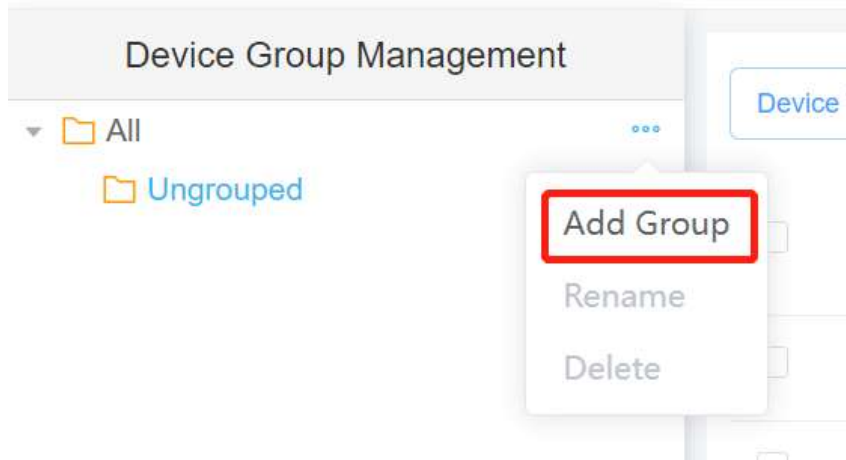 Device Group Management
All
Device
Ungrouped
Add Group
Rename
Delete